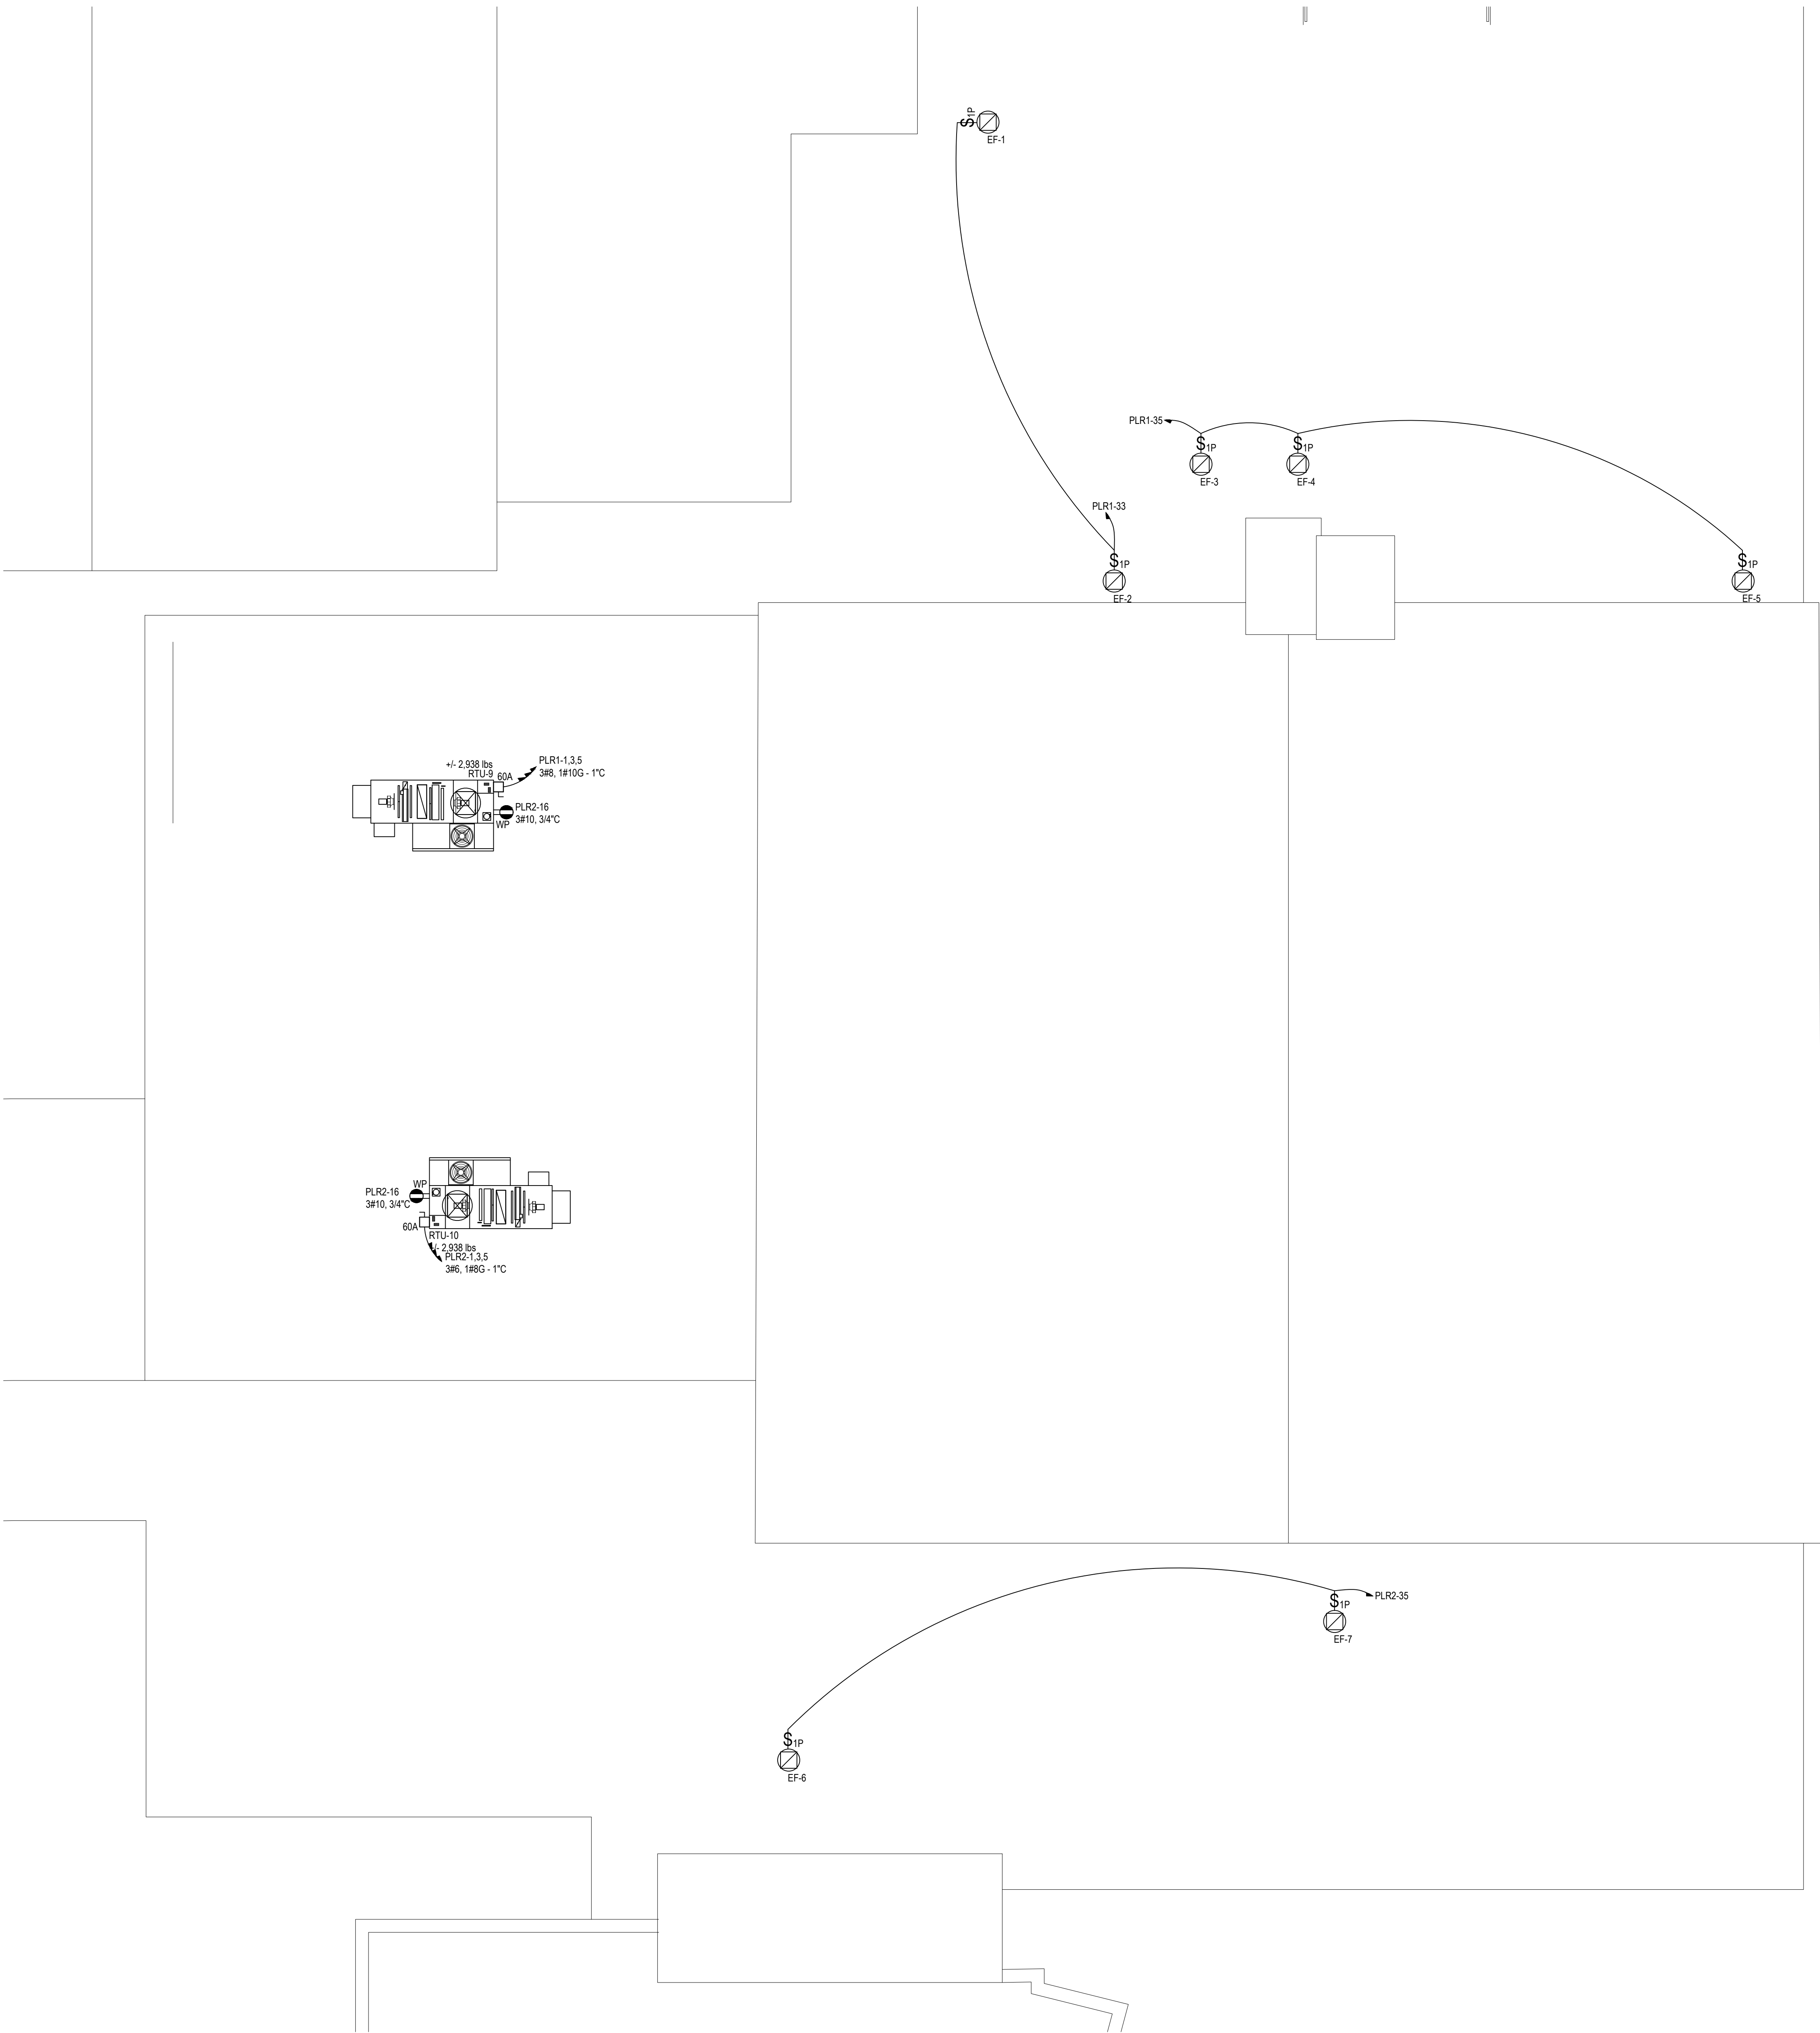 $1P
EF-1
PLR1-35
$1P
EF-3
$1P
EF-4
PLR1-33
$1P
EF-2
$1P
EF-5
+/- 2,938 lbs
RTU-9
60A
PLR1-1,3,5
3#8, 1#10G - 1"C
PLR2-16
3#10, 3/4"C
WP
WP
PLR2-16
3#10, 3/4"C
60A
RTU-10
+/- 2,938 lbs
PLR2-1,3,5
3#6, 1#8G - 1"C
PLR2-35
$1P
EF-7
$1P
EF-6